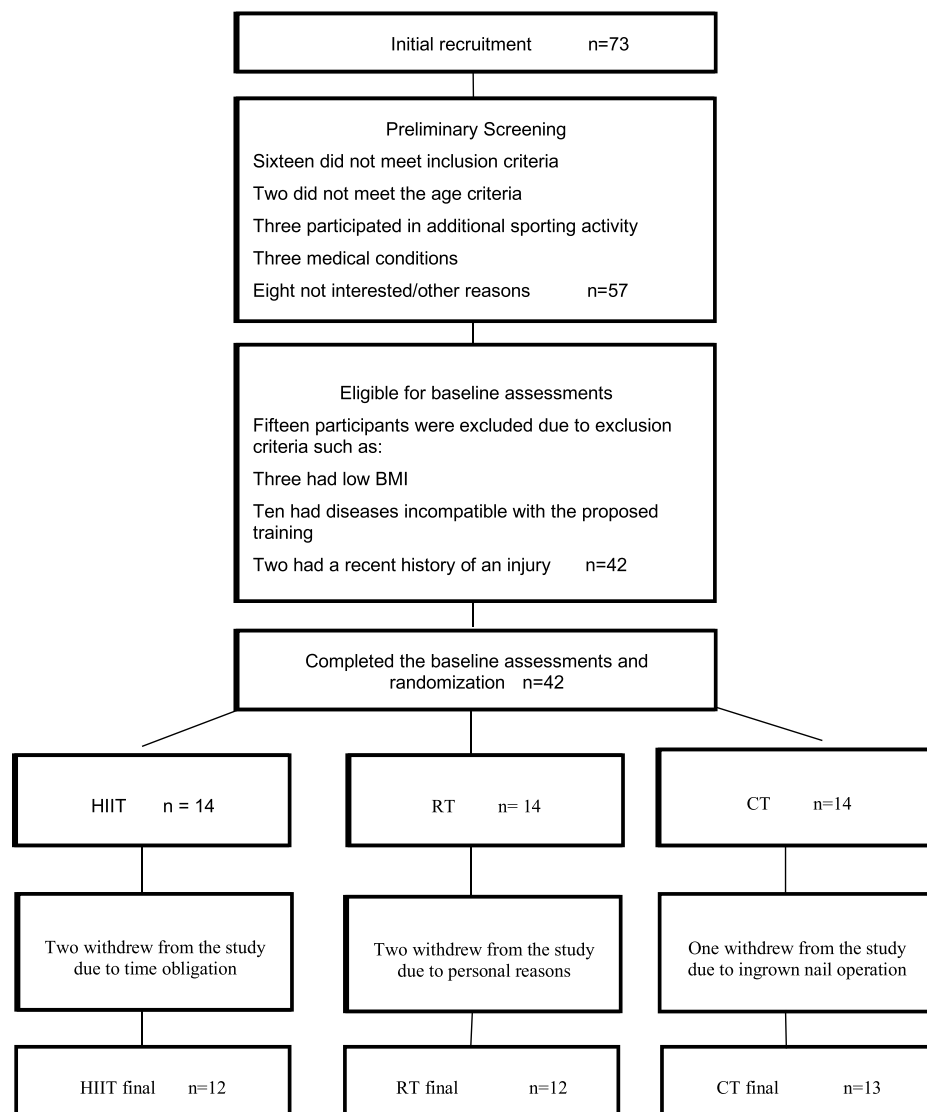 Initial recruitment n=73
Preliminary Screening
Sixteen did not meet inclusion criteria
Two did not meet the age criteria
Three participated in additional sporting activity
Three medical conditions
Eight not interested/other reasons n=57
Eligible for baseline assessments
Fifteen participants were excluded due to exclusion
criteria such as:
Three had low BMI
Ten had diseases incompatible with the proposed
training
Two had a recent history of an injury n=42
Completed the baseline assessments and
randomization n=42
HIIT n = 14
RT n= 14
CT n=14
Two withdrew from the study
due to time obligation
Two withdrew from the study
due to personal reasons
One withdrew from the study
due to ingrown nail operation
HIIT final n=12
RT final n=12
CT final n=13